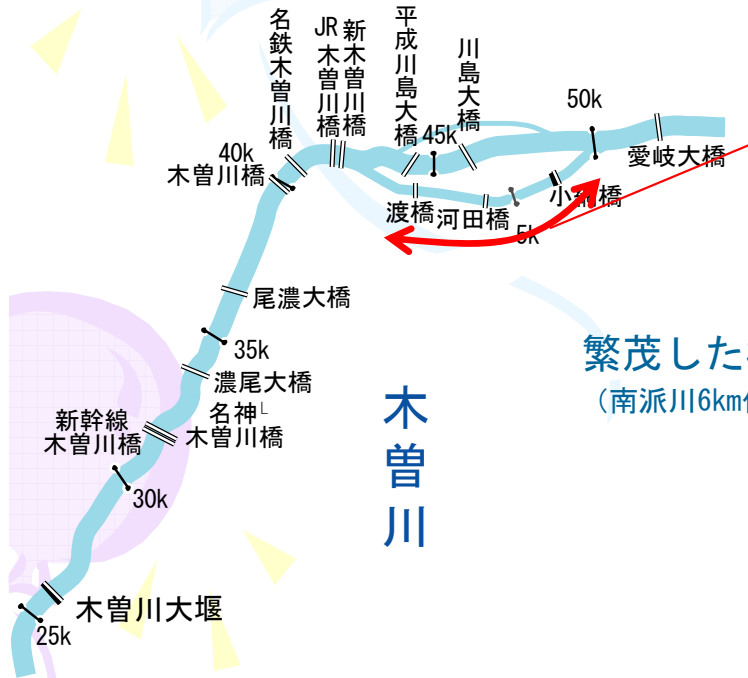 名鉄木曽川橋
JR木曽川橋
新木曽川橋
平成川島大橋
川島大橋
50k
45k
40k
木曽川橋
愛岐大橋
渡橋
河田橋
5k
尾濃大橋
35k
濃尾大橋
名神
木曽川橋
新幹線
木曽川橋
30k
木曽川大堰
25k
木曽川
繁茂した
(南派川6km